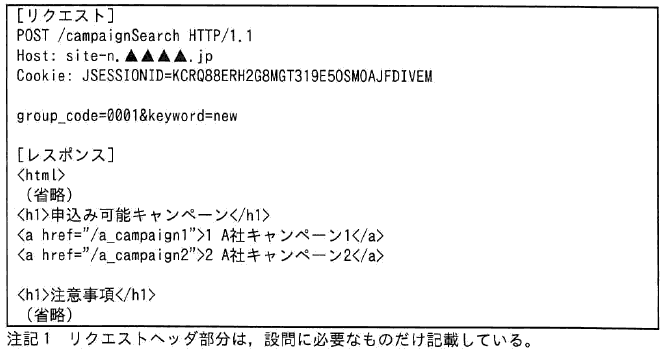 [リクエスト]
POST /campaignSearch HTTP/1.1
Host: site-n.▲▲▲▲.jp
Cookie: JSESSIONID=KCRQ88ERH2G8MGT319E5OSMOAJFDIVEM

group_code=0001&keyword=new

[レスポンス]
<html>
(省略)
<h1>申込み可能キャンペーン</h1>
<a href="/a_campaign1">1 A社キャンペーン1</a>
<a href="/a_campaign2">2 A社キャンペーン2</a>

<h1>注意事項</h1>
(省略)
注記1 リクエストヘッダ部分は，設問に必要なものだけ記載している。